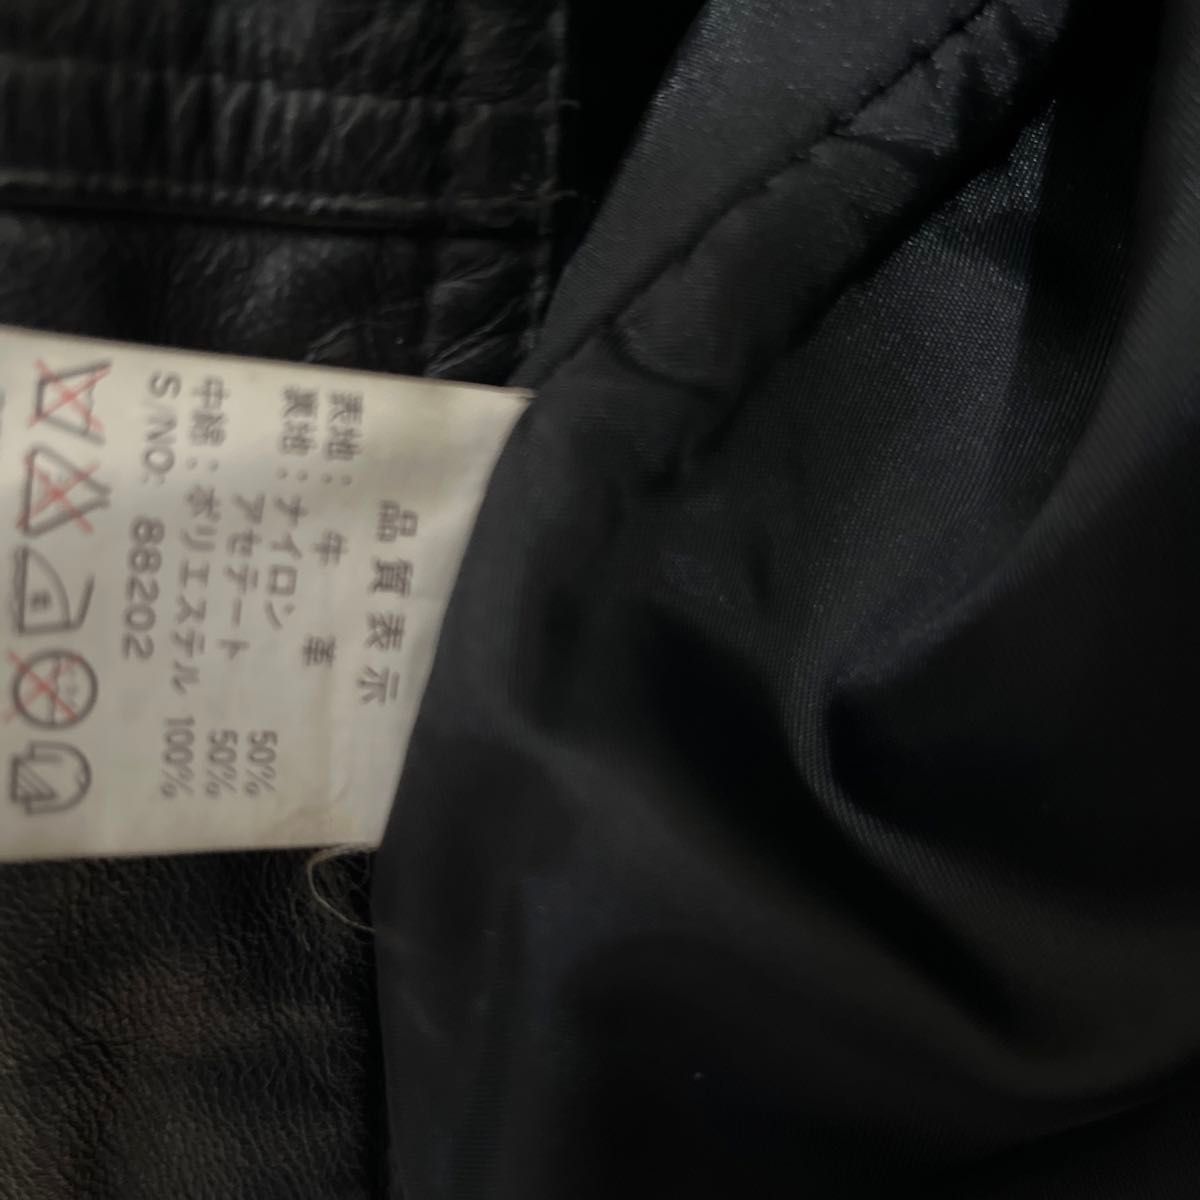 品質表示
表地: 牛革
裏地: ナイロン 50%
アセテート 50%
中綿: ポリエステル 100%
S/NO: 88202